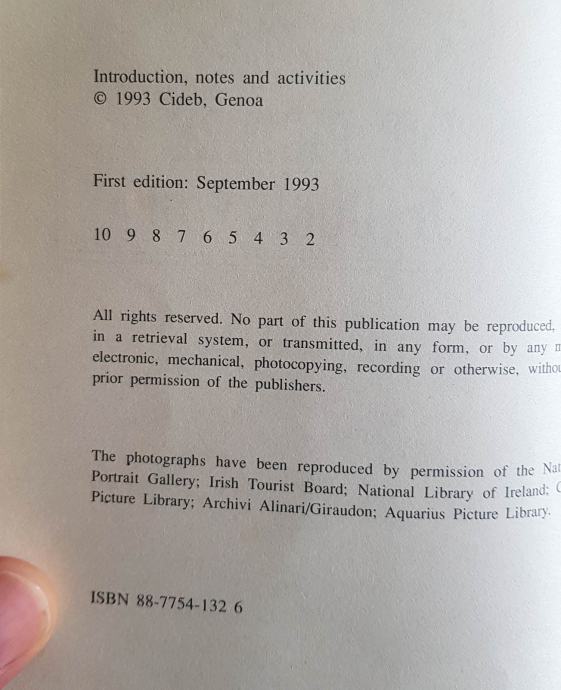 Introduction, notes and activities
© 1993 Cideb, Genoa
First edition: September 1993
10 9 8 7 6 5 4 3 2
All rights reserved. No part of this publication may be reproduced,
in a retrieval system, or transmitted, in any form, or by any
electronic, mechanical, photocopying, recording or otherwise,
prior permission of the publishers.
The photographs have been reproduced by permission of the
Portrait Gallery; Irish Tourist Board; National Library of Ireland;
Picture Library; Archivi Alinari/Giraudon; Aquarius Picture Library.
ISBN 88-7754-132 6